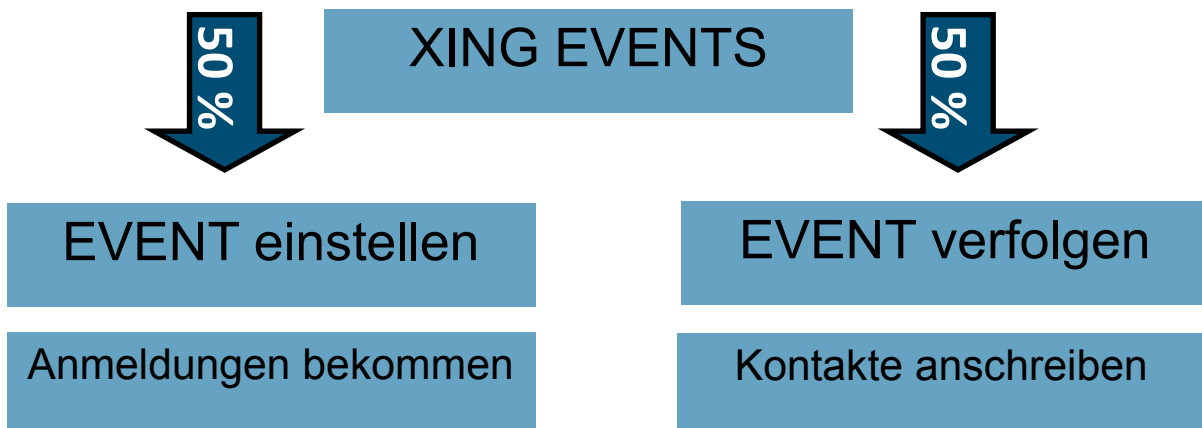 50 %
XING EVENTS
50 %
EVENT einstellen
EVENT verfolgen
Anmeldungen bekommen
Kontakte anschreiben